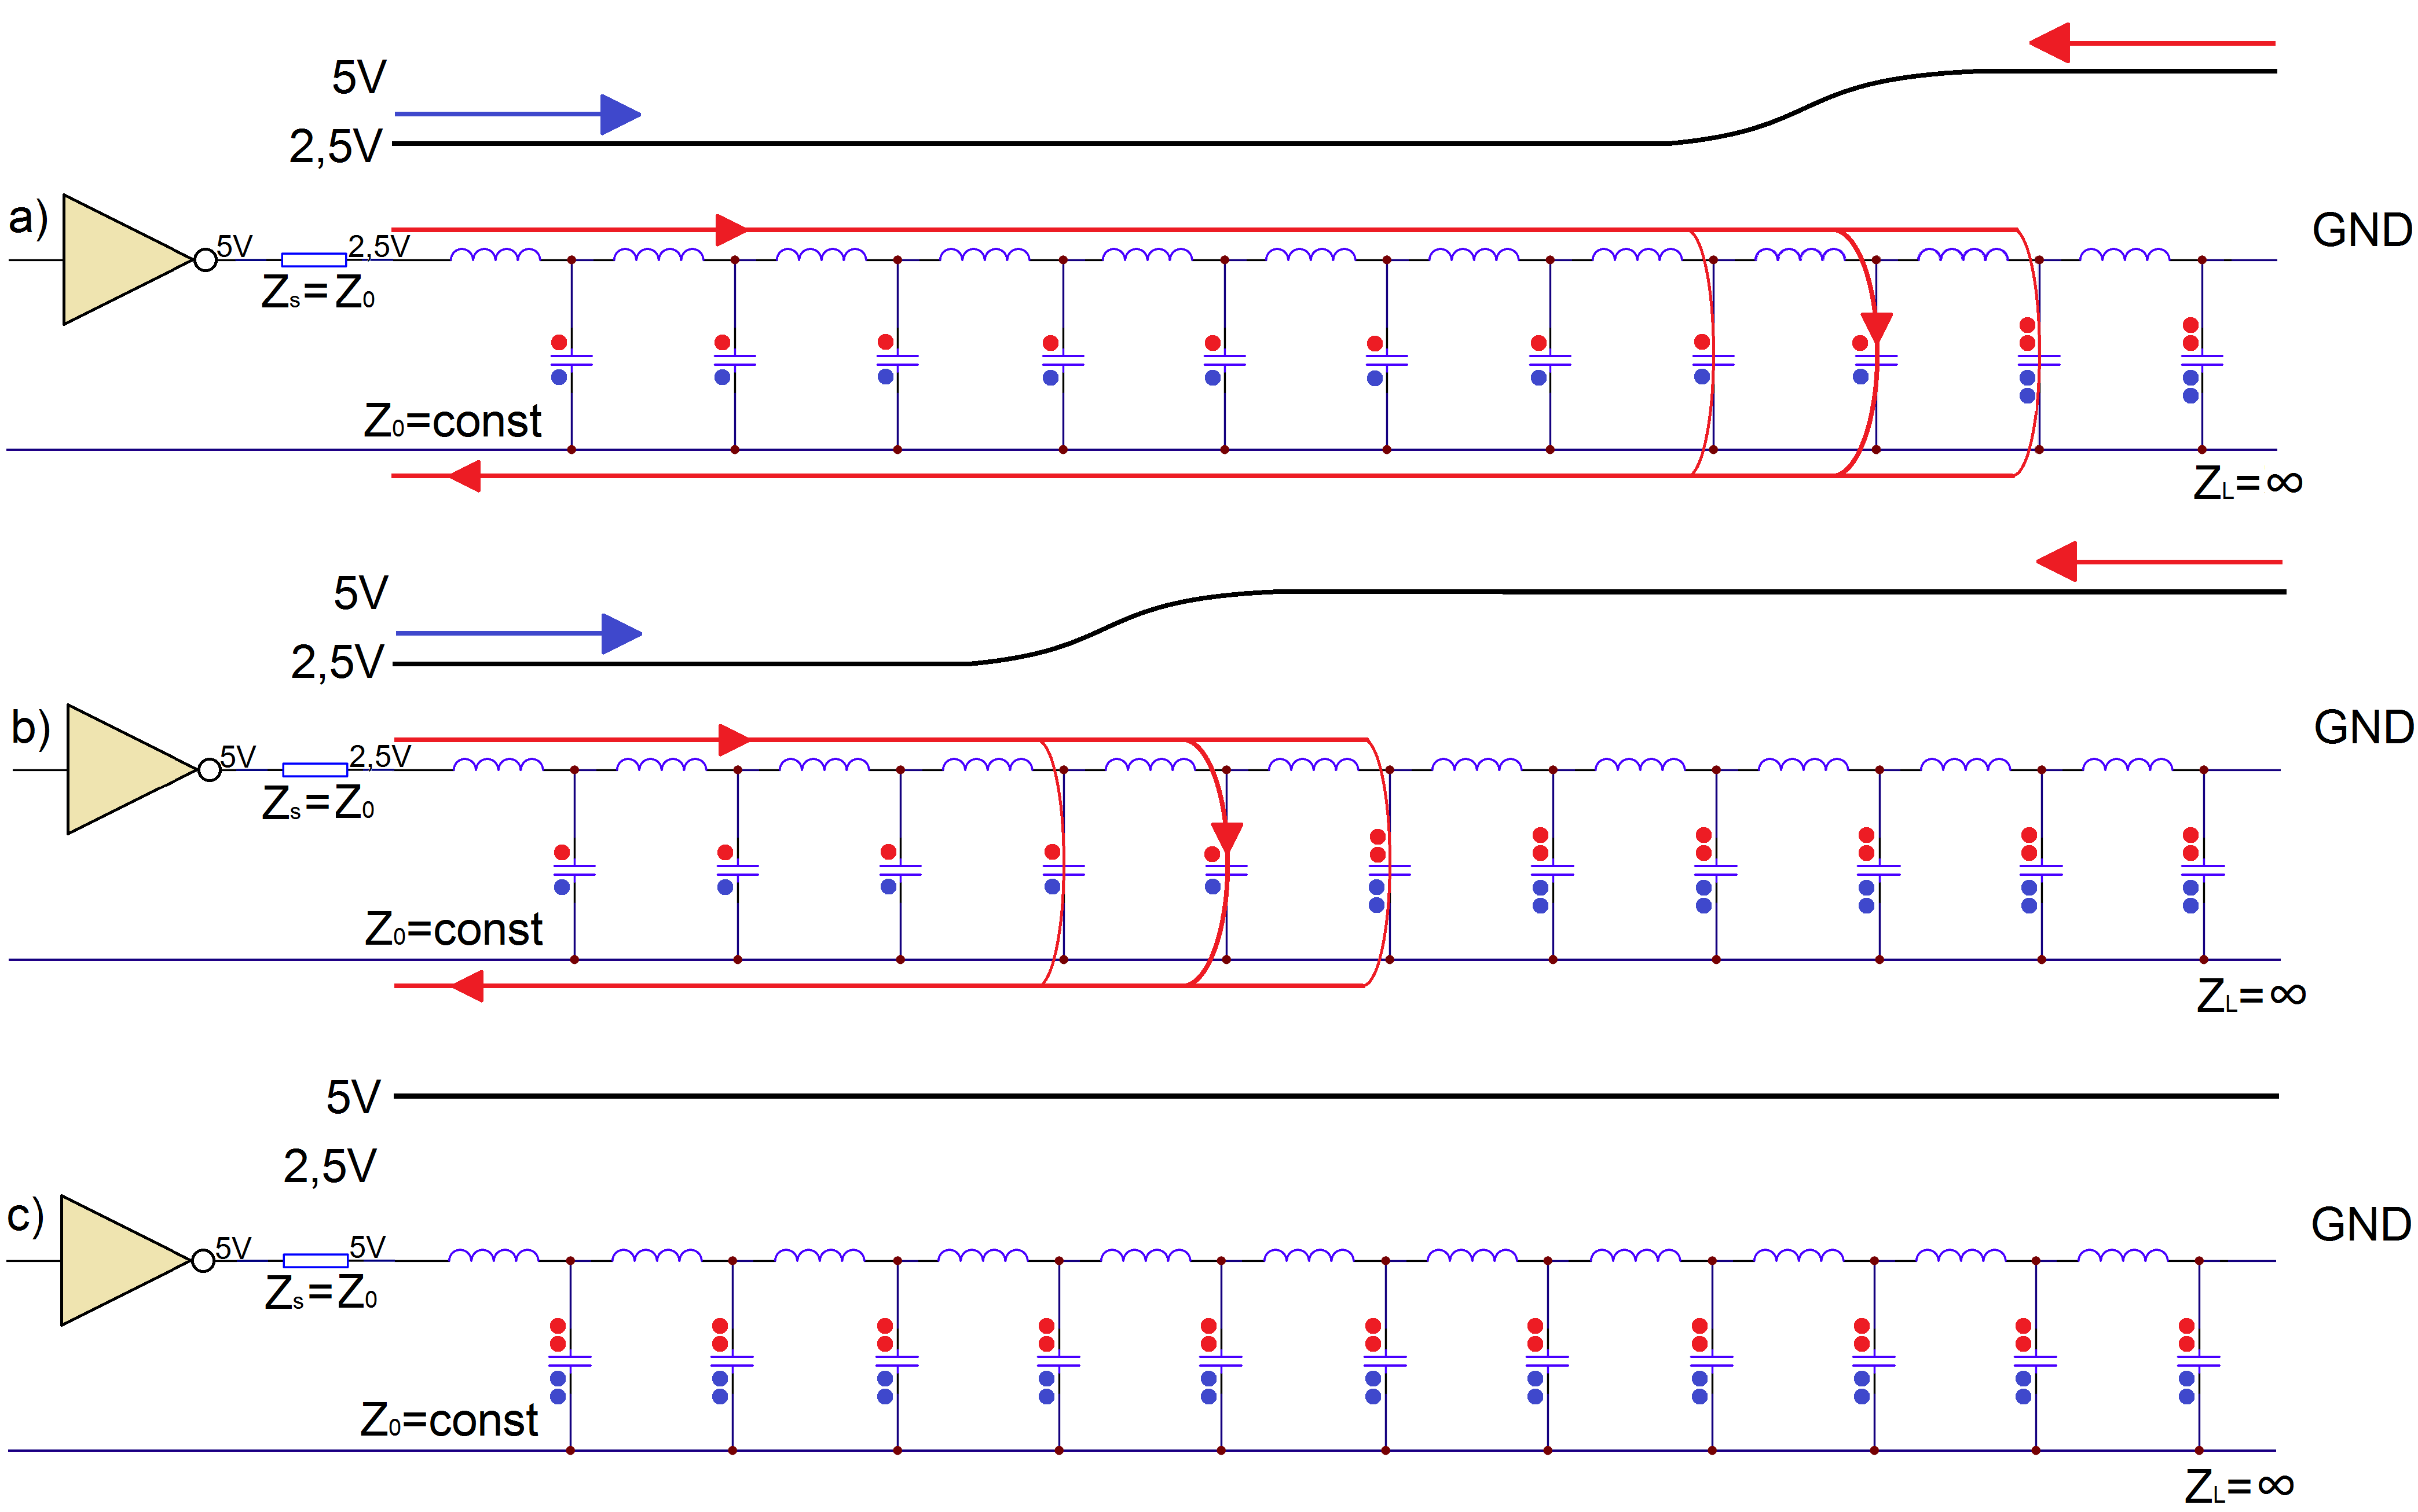 5V
2,5V
a)
5V
2,5V
GND
Zs=Z0
Z0=const
ZL=∞
5V
2,5V
b)
5V
2,5V
GND
Zs=Z0
Z0=const
ZL=∞
5V
2,5V
c)
5V
5V
GND
Zs=Z0
Z0=const
ZL=∞